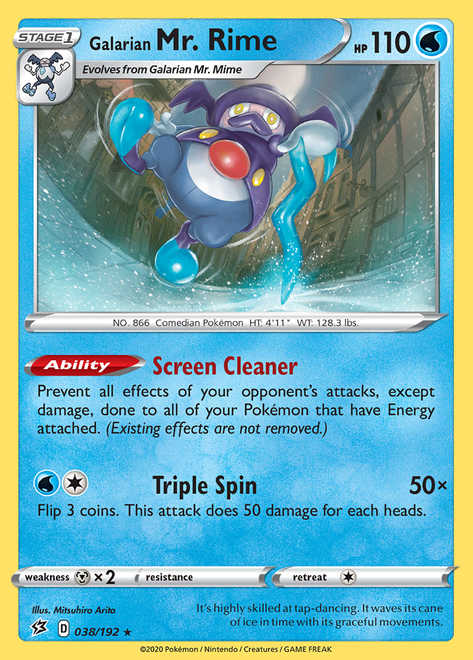 STAGE 1 Galarian Mr. Rime HP 110
Evolves from Galarian Mr. Mime
NO. 866 Comedian Pokémon HT: 4'11" WT: 128.3 lbs.
Ability Screen Cleaner
Prevent all effects of your opponent's attacks, except
damage, done to all of your Pokémon that have Energy
attached. (Existing effects are not removed.)
Triple Spin 50×
Flip 3 coins. This attack does 50 damage for each heads.
weakness ×2 resistance retreat
Illus. Mitsuhiro Arita
D 038/192 ★
It's highly skilled at tap-dancing. It waves its cane
of ice in time with its graceful movements.
©2020 Pokémon / Nintendo / Creatures / GAME FREAK